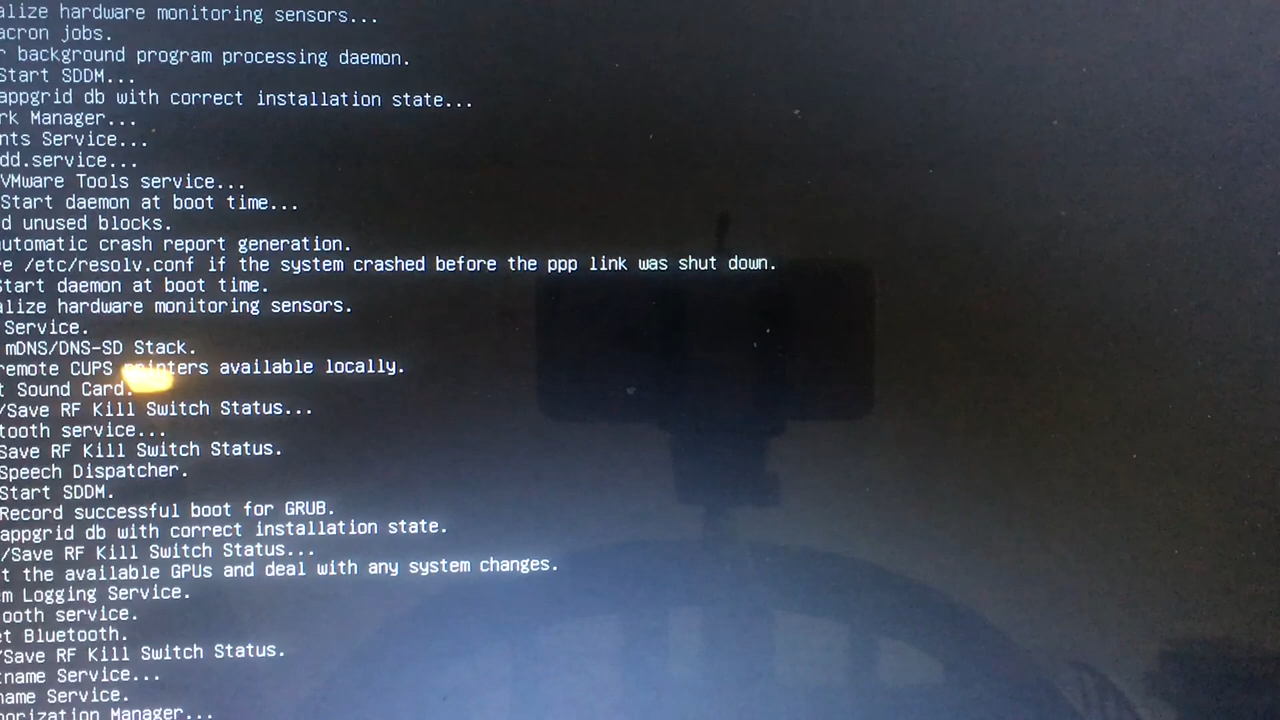 alize hardware monitoring sensors...
acron jobs.
r background program processing daemon.
Start SDDM...
appgrid db with correct installation state...
rk Manager...
nts Service...
dd.service...
VMware Tools service...
Start daemon at boot time...
d unused blocks.
automatic crash report generation.
e /etc/resolv.conf if the system crashed before the ppp link was shut down.
Start daemon at boot time.
alize hardware monitoring sensors.
Service.
mDNS/DNS-SD Stack.
remote CUPS printers available locally.
t Sound Card.
/Save RF Kill Switch Status...
tooth service...
Save RF Kill Switch Status.
Speech Dispatcher.
Start SDDM.
Record successful boot for GRUB.
appgrid db with correct installation state.
/Save RF Kill Switch Status...
t the available GPUs and deal with any system changes.
m Logging Service.
ooth service.
et Bluetooth.
/Save RF Kill Switch Status.
tname Service...
name Service.
horization Manager...